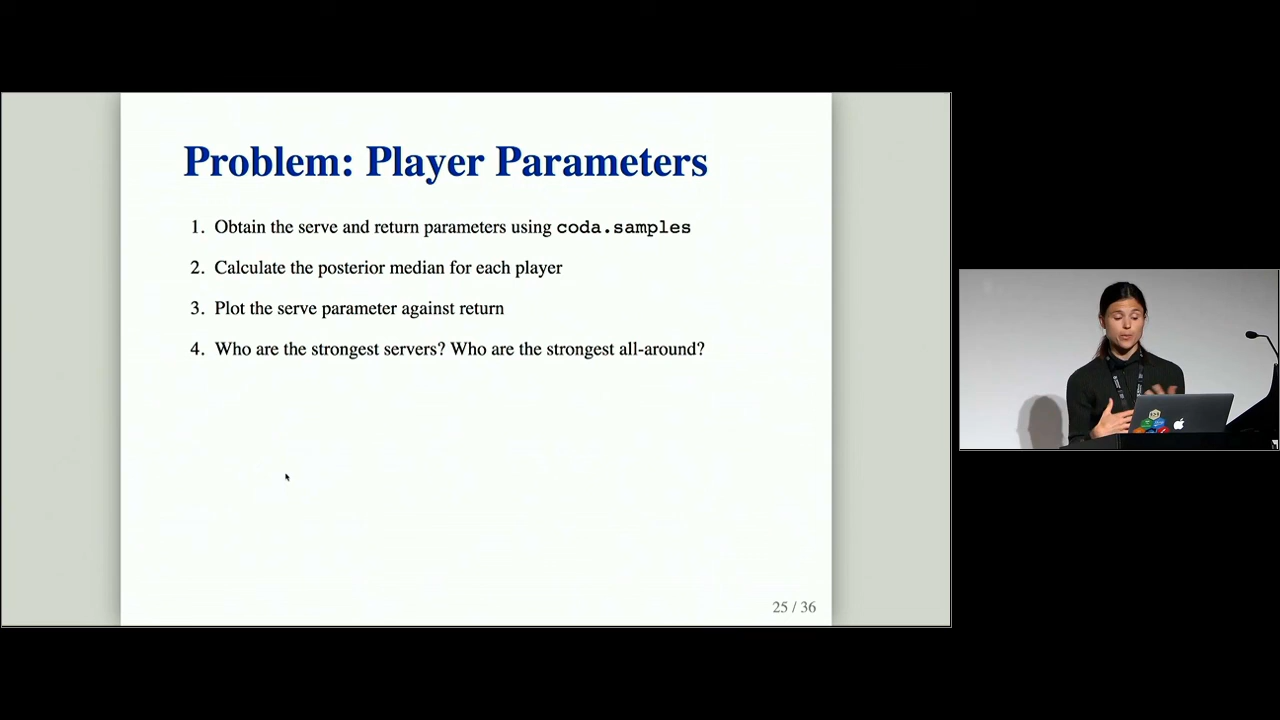 Problem: Player Parameters
1. Obtain the serve and return parameters using coda.samples
2. Calculate the posterior median for each player
3. Plot the serve parameter against return
4. Who are the strongest servers? Who are the strongest all-around?
25 / 36